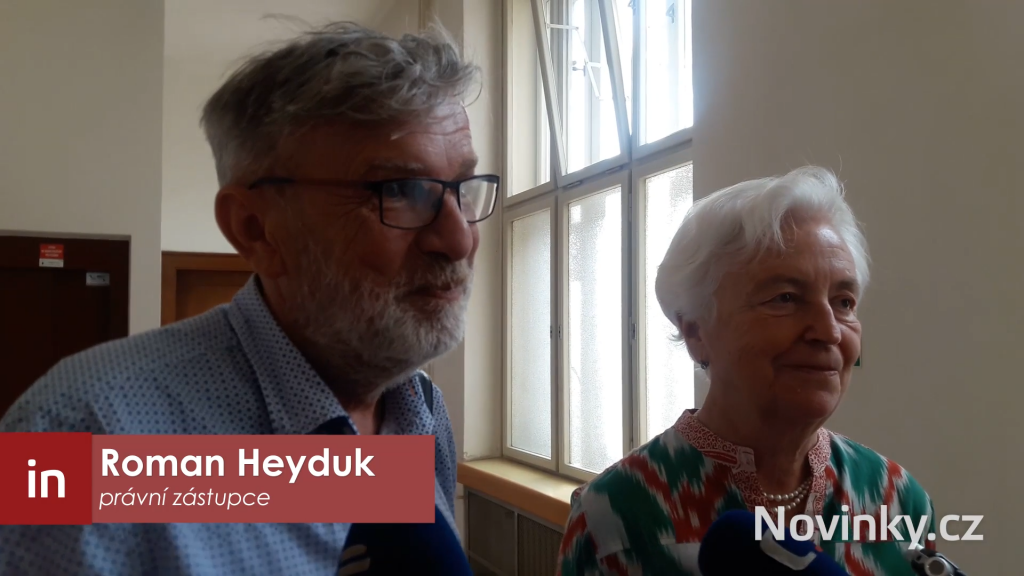 in
Roman Heyduk
právní zástupce
Novinky.cz